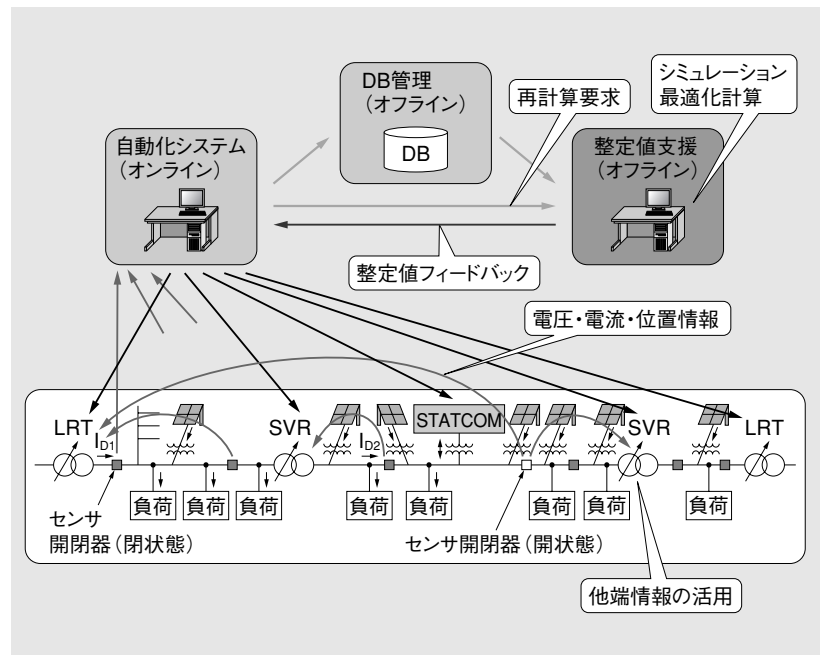 シミュレーション
最適化計算
DB管理
（オフライン）
再計算要求
DB
自動化システム
（オンライン）
整定値支援
（オフライン）
整定値フィードバック
電圧・電流・位置情報
LRT
SVR
STATCOM
SVR
LRT
ID1
ID2
負荷
負荷
負荷
負荷
負荷
負荷
負荷
負荷
センサ
開閉器（閉状態）
センサ開閉器（開状態）
他端情報の活用